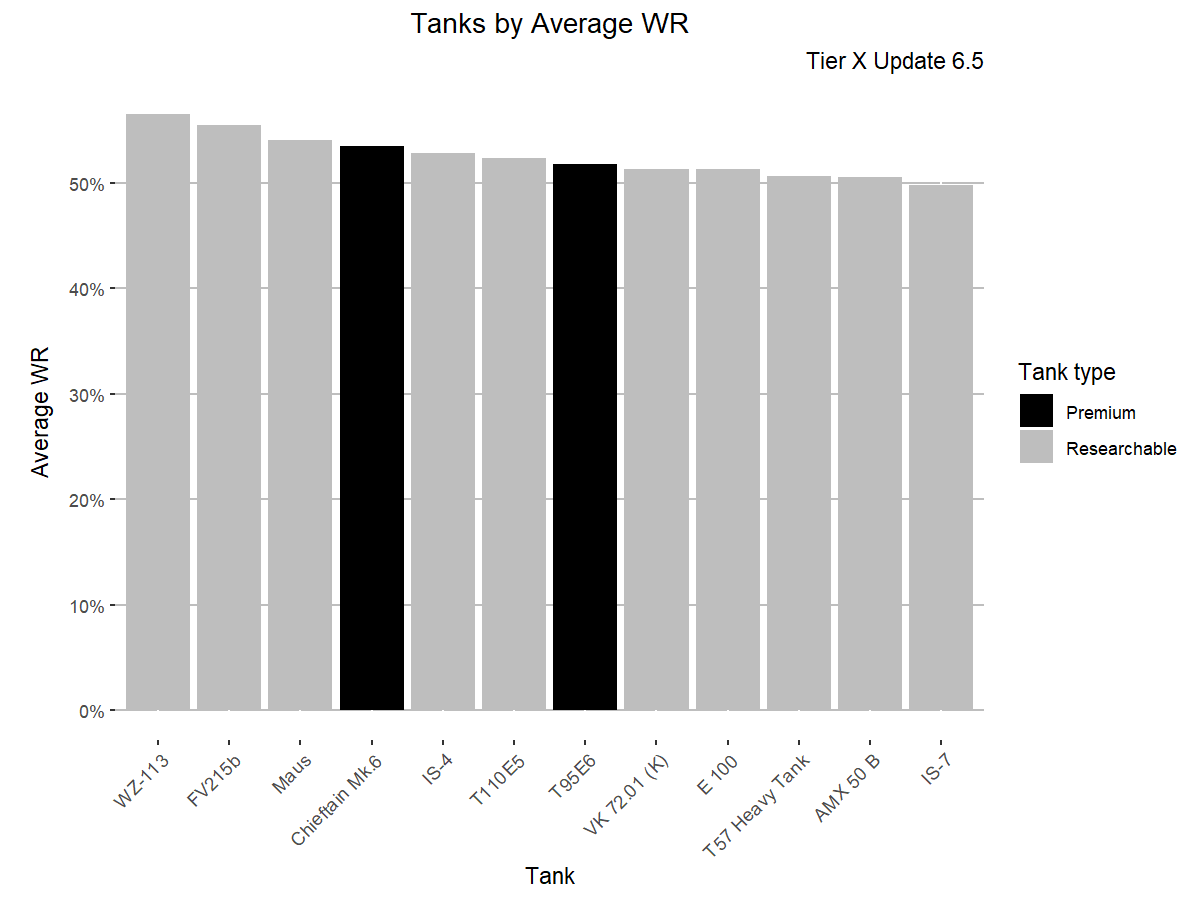 Tanks by Average WR
Tier X Update 6.5
Average WR
50%
40%
30%
20%
10%
0%
WZ-113
FV215b
Maus
Chieftain Mk.6
IS-4
T110E5
T95E6
VK 72.01 (K)
E 100
T57 Heavy Tank
AMX 50 B
IS-7
Tank
Tank type
Premium
Researchable